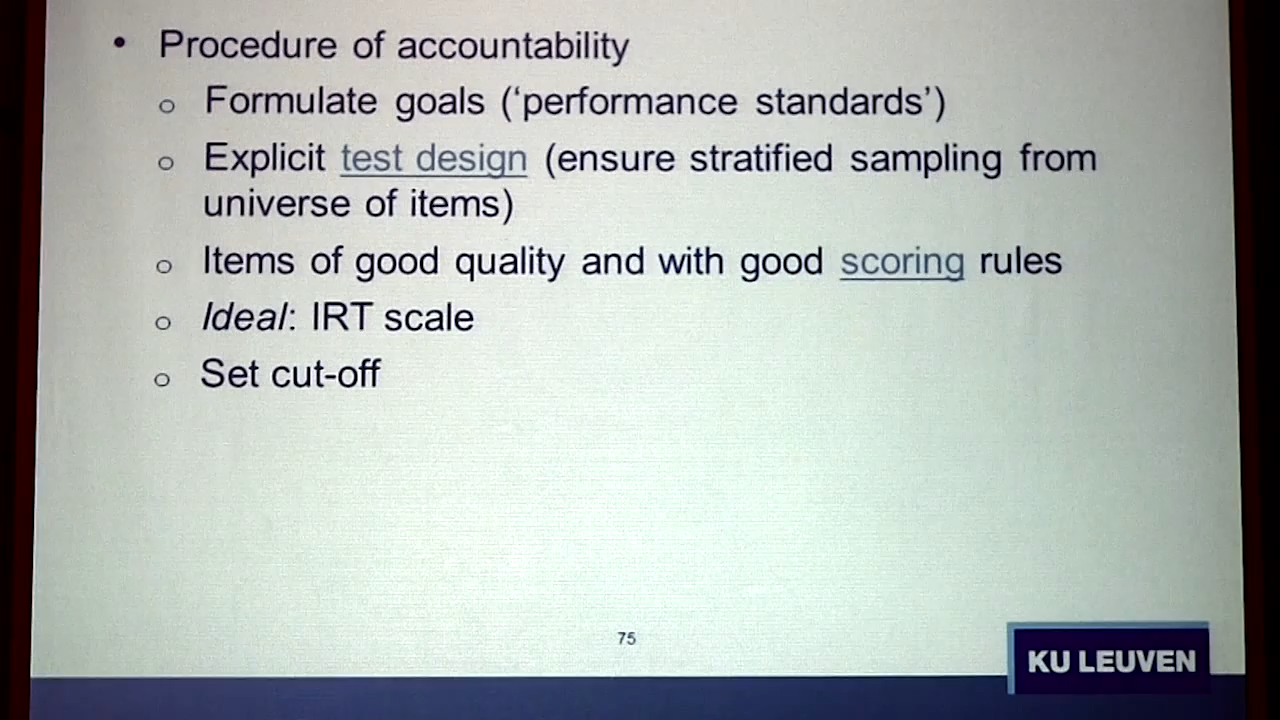 • Procedure of accountability
o Formulate goals (‘performance standards’)
o Explicit test design (ensure stratified sampling from
universe of items)
o Items of good quality and with good scoring rules
o Ideal: IRT scale
o Set cut-off
75
KU LEUVEN